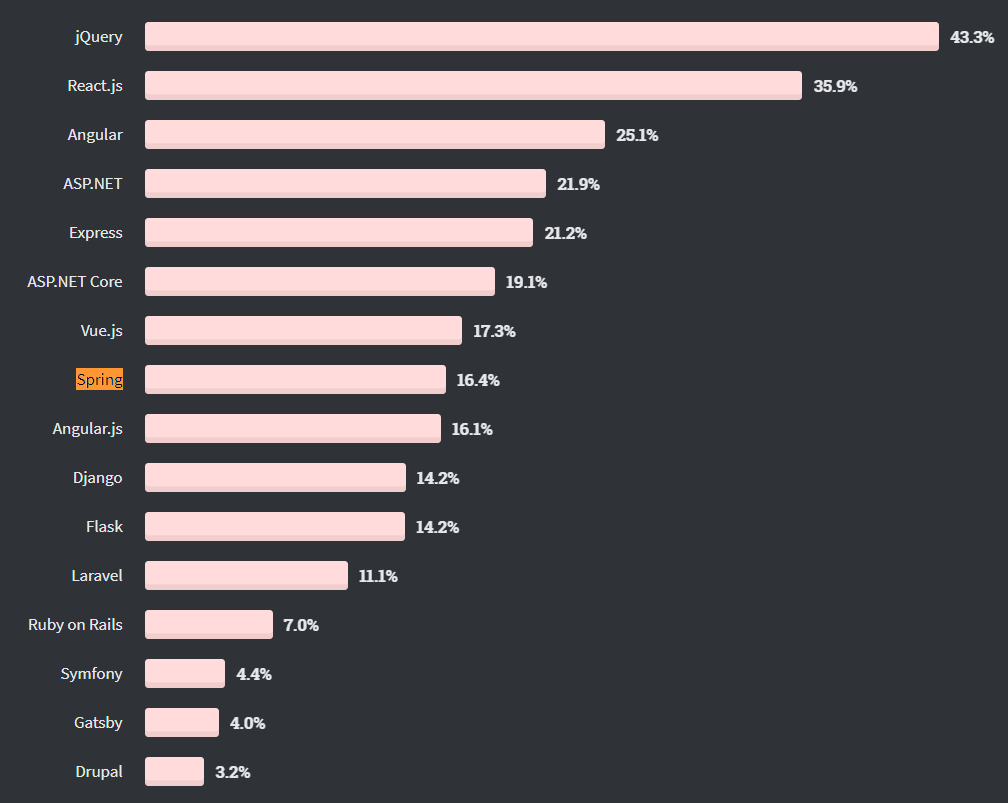 jQuery 43.3%
React.js 35.9%
Angular 25.1%
ASP.NET 21.9%
Express 21.2%
ASP.NET Core 19.1%
Vue.js 17.3%
Spring 16.4%
Angular.js 16.1%
Django 14.2%
Flask 14.2%
Laravel 11.1%
Ruby on Rails 7.0%
Symfony 4.4%
Gatsby 4.0%
Drupal 3.2%